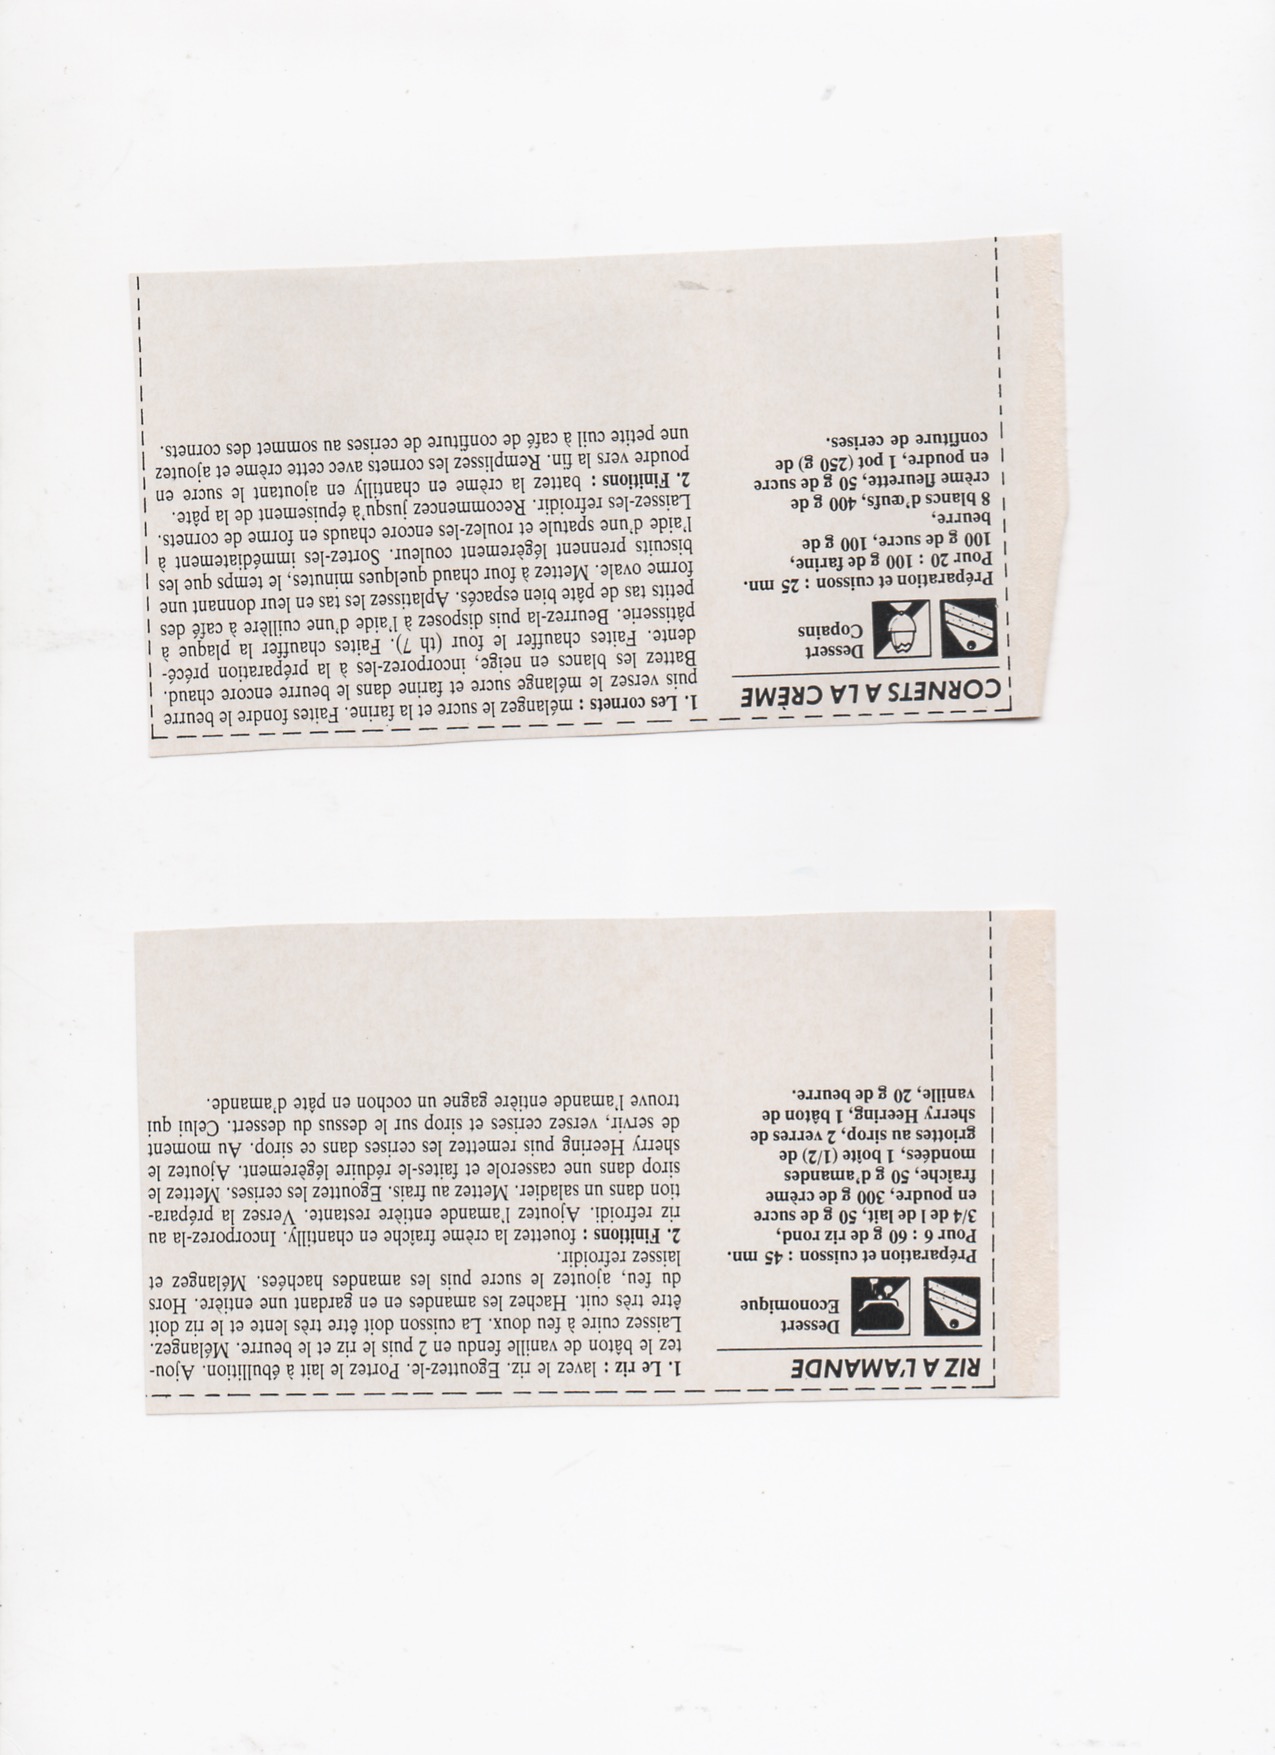 RIZ A L'AMANDE
Dessert
Economique
Préparation et cuisson : 45 mn.
Pour 6 : 60 g de riz rond,
3/4 de l de lait, 50 g de sucre
en poudre, 300 g de crème
fraîche, 50 g d'amandes
mondées, 1 boîte (1/2) de
griottes au sirop, 2 verres de
sherry Heering, 1 bâton de
vanille, 20 g de beurre.
1. Le riz : lavez le riz. Egouttez-le. Portez le lait à ébullition. Ajou-
tez le bâton de vanille fendu en 2 puis le riz et le beurre. Mélangez.
Laissez cuire à feu doux. La cuisson doit être très lente et le riz doit
être très cuit. Hachez les amandes en en gardant une entière. Hors
du feu, ajoutez le sucre puis les amandes hachées. Mélangez et
laissez refroidir.
2. Finitions : fouettez la crème fraîche en chantilly. Incorporez-la au
riz refroidi. Ajoutez l'amande entière restante. Versez la prépara-
tion dans un saladier. Mettez au frais. Egouttez les cerises. Mettez le
sirop dans une casserole et faites-le réduire légèrement. Ajoutez le
sherry Heering puis remettez les cerises dans ce sirop. Au moment
de servir, versez cerises et sirop sur le dessus du dessert. Celui qui
trouve l'amande entière gagne un cochon en pâte d'amande.
CORNETS A LA CRÈME
Dessert
Copains
Préparation et cuisson : 25 mn.
Pour 20 : 100 g de farine,
100 g de sucre, 100 g de
beurre,
8 blancs d'œufs, 400 g de
crème fleurette, 50 g de sucre
en poudre, 1 pot (250 g) de
confiture de cerises.
1. Les cornets : mélangez le sucre et la farine. Faites fondre le beurre
puis versez le mélange sucre et farine dans le beurre encore chaud.
Battez les blancs en neige, incorporez-les à la préparation précé-
dente. Faites chauffer le four (th 7). Faites chauffer la plaque à
pâtisserie. Beurrez-la puis disposez à l'aide d'une cuillère à café des
petits tas de pâte bien espacés. Aplatissez les tas en leur donnant une
forme ovale. Mettez à four chaud quelques minutes, le temps que les
biscuits prennent légèrement couleur. Sortez-les immédiatement à
l'aide d'une spatule et roulez-les encore chauds en forme de cornets.
Laissez-les refroidir. Recommencez jusqu'à épuisement de la pâte.
2. Finitions : battez la crème en chantilly en ajoutant le sucre en
poudre vers la fin. Remplissez les cornets avec cette crème et ajoutez
une petite cuil à café de confiture de cerises au sommet des cornets.